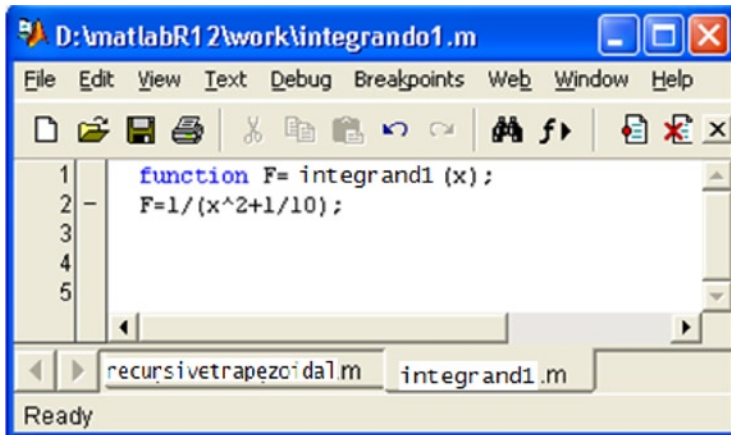 D:\matlabR12\work\integrando1.m
File Edit View Text Debug Breakpoints Web Window Help
1 function F= integrand1 (x);
2 - F=1/(x^2+1/10);
3
4
5
recursivetrapezoidal.m integrand1.m
Ready